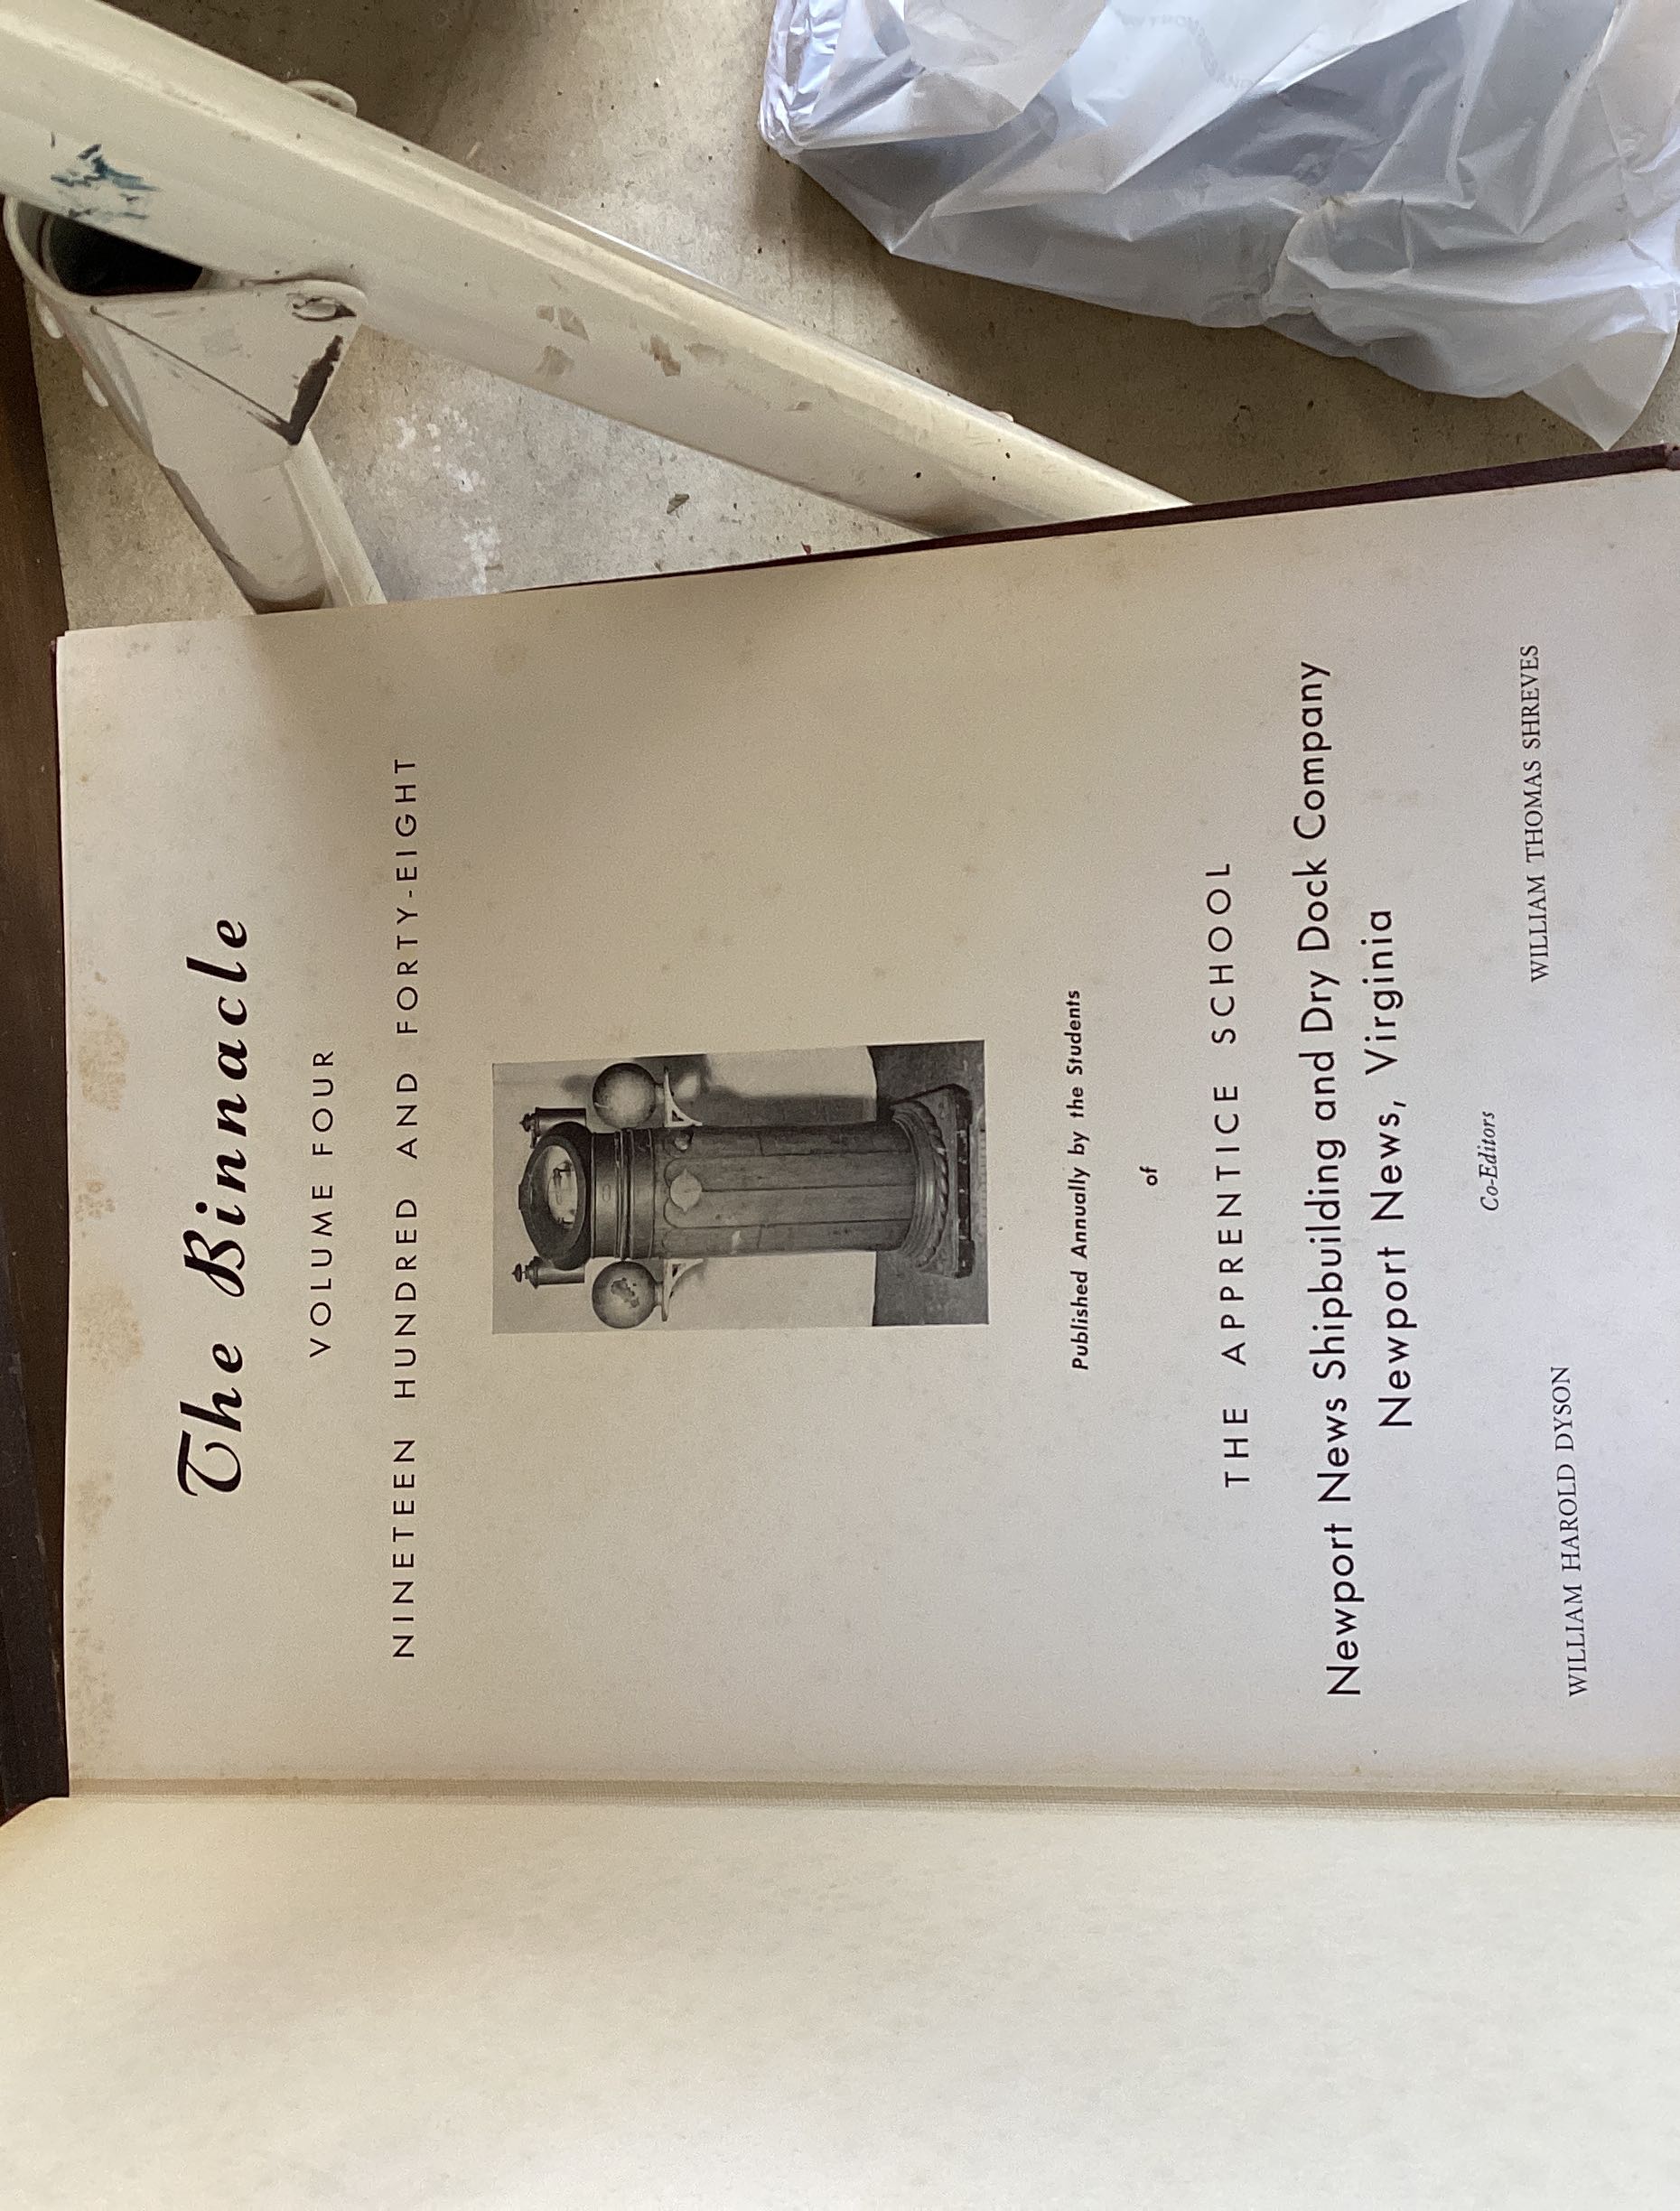 The Binnacle
VOLUME FOUR
NINETEEN HUNDRED AND FORTY-EIGHT
Published Annually by the Students
of
THE APPRENTICE SCHOOL
Newport News Shipbuilding and Dry Dock Company
Newport News, Virginia
Co-Editors
WILLIAM HAROLD DYSON
WILLIAM THOMAS SHREVES